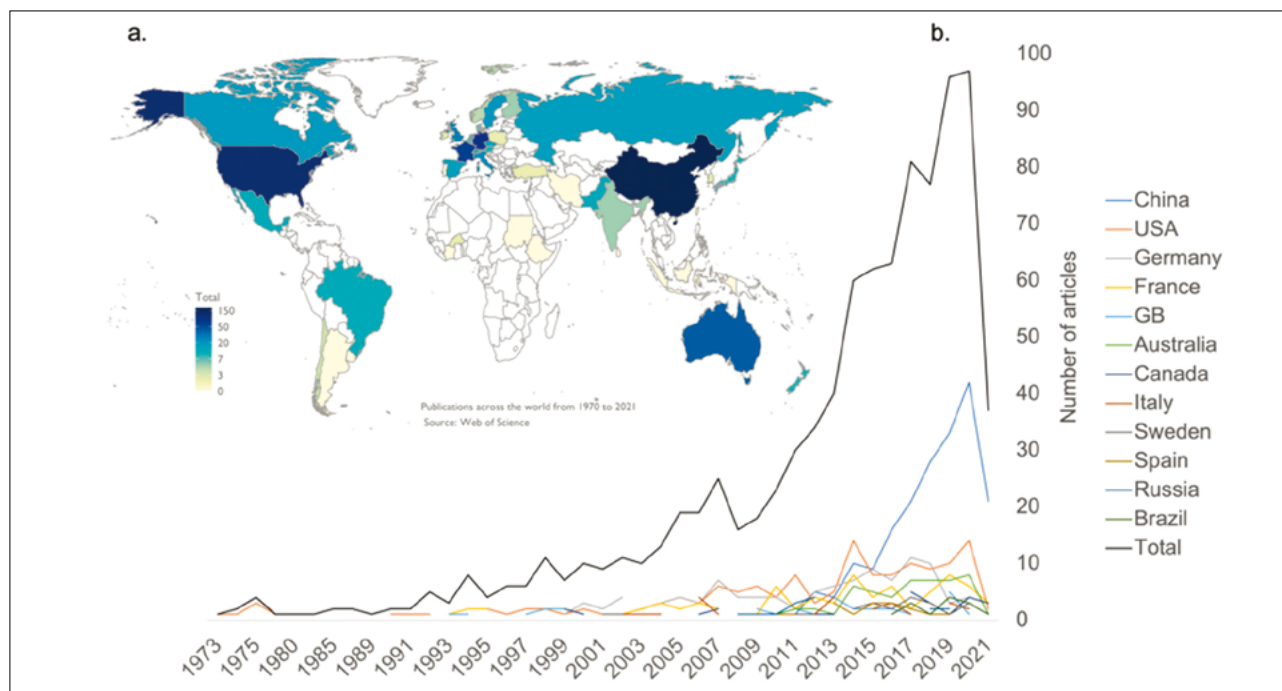 a.
b.
Total
150
50
20
7
3
0
Publications across the world from 1970 to 2021
Source: Web of Science
100
90
80
70
60
50
40
30
20
10
0
Number of articles
1973
1975
1980
1985
1989
1991
1993
1995
1997
1999
2001
2003
2005
2007
2009
2011
2013
2015
2017
2019
2021
China
USA
Germany
France
GB
Australia
Canada
Italy
Sweden
Spain
Russia
Brazil
Total